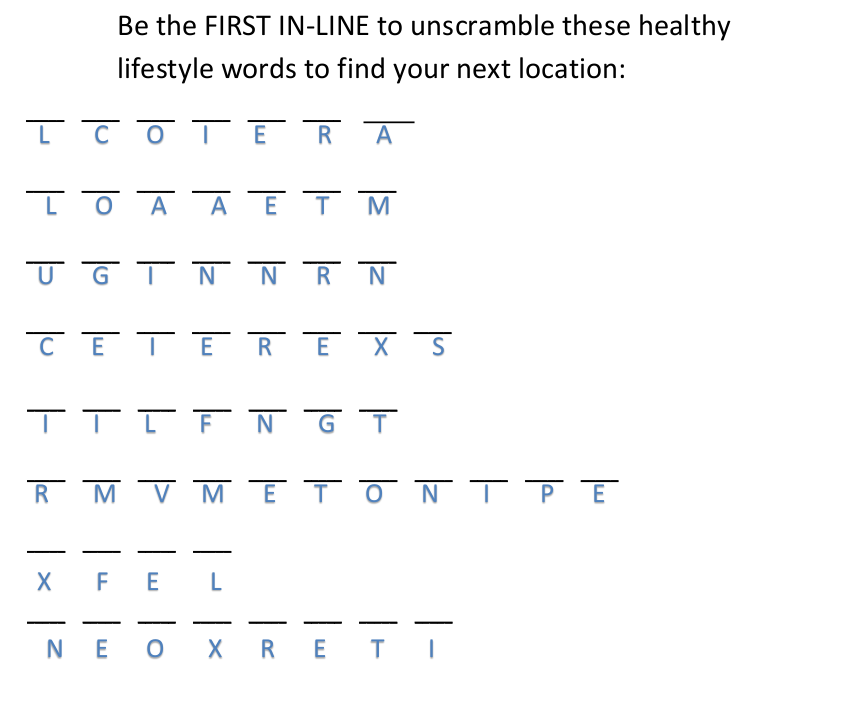 Be the FIRST IN-LINE to unscramble these healthy
lifestyle words to find your next location:
L C O I E R A
L O A A E T M
U G I N N R N
C E I E R E X S
I I L F N G T
R M V M E T O N I P E
X F E L
N E O X R E T I